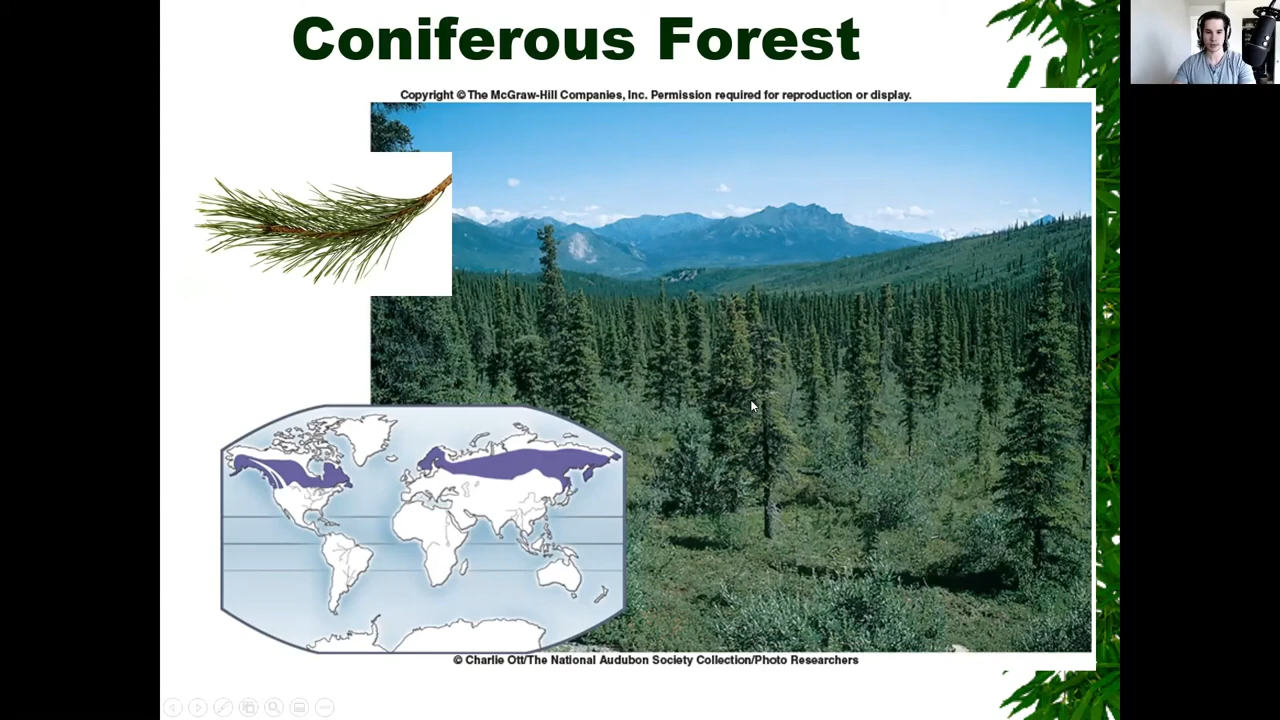 Coniferous Forest
Copyright © The McGraw-Hill Companies, Inc. Permission required for reproduction or display.
© Charlie Ott/The National Audubon Society Collection/Photo Researchers